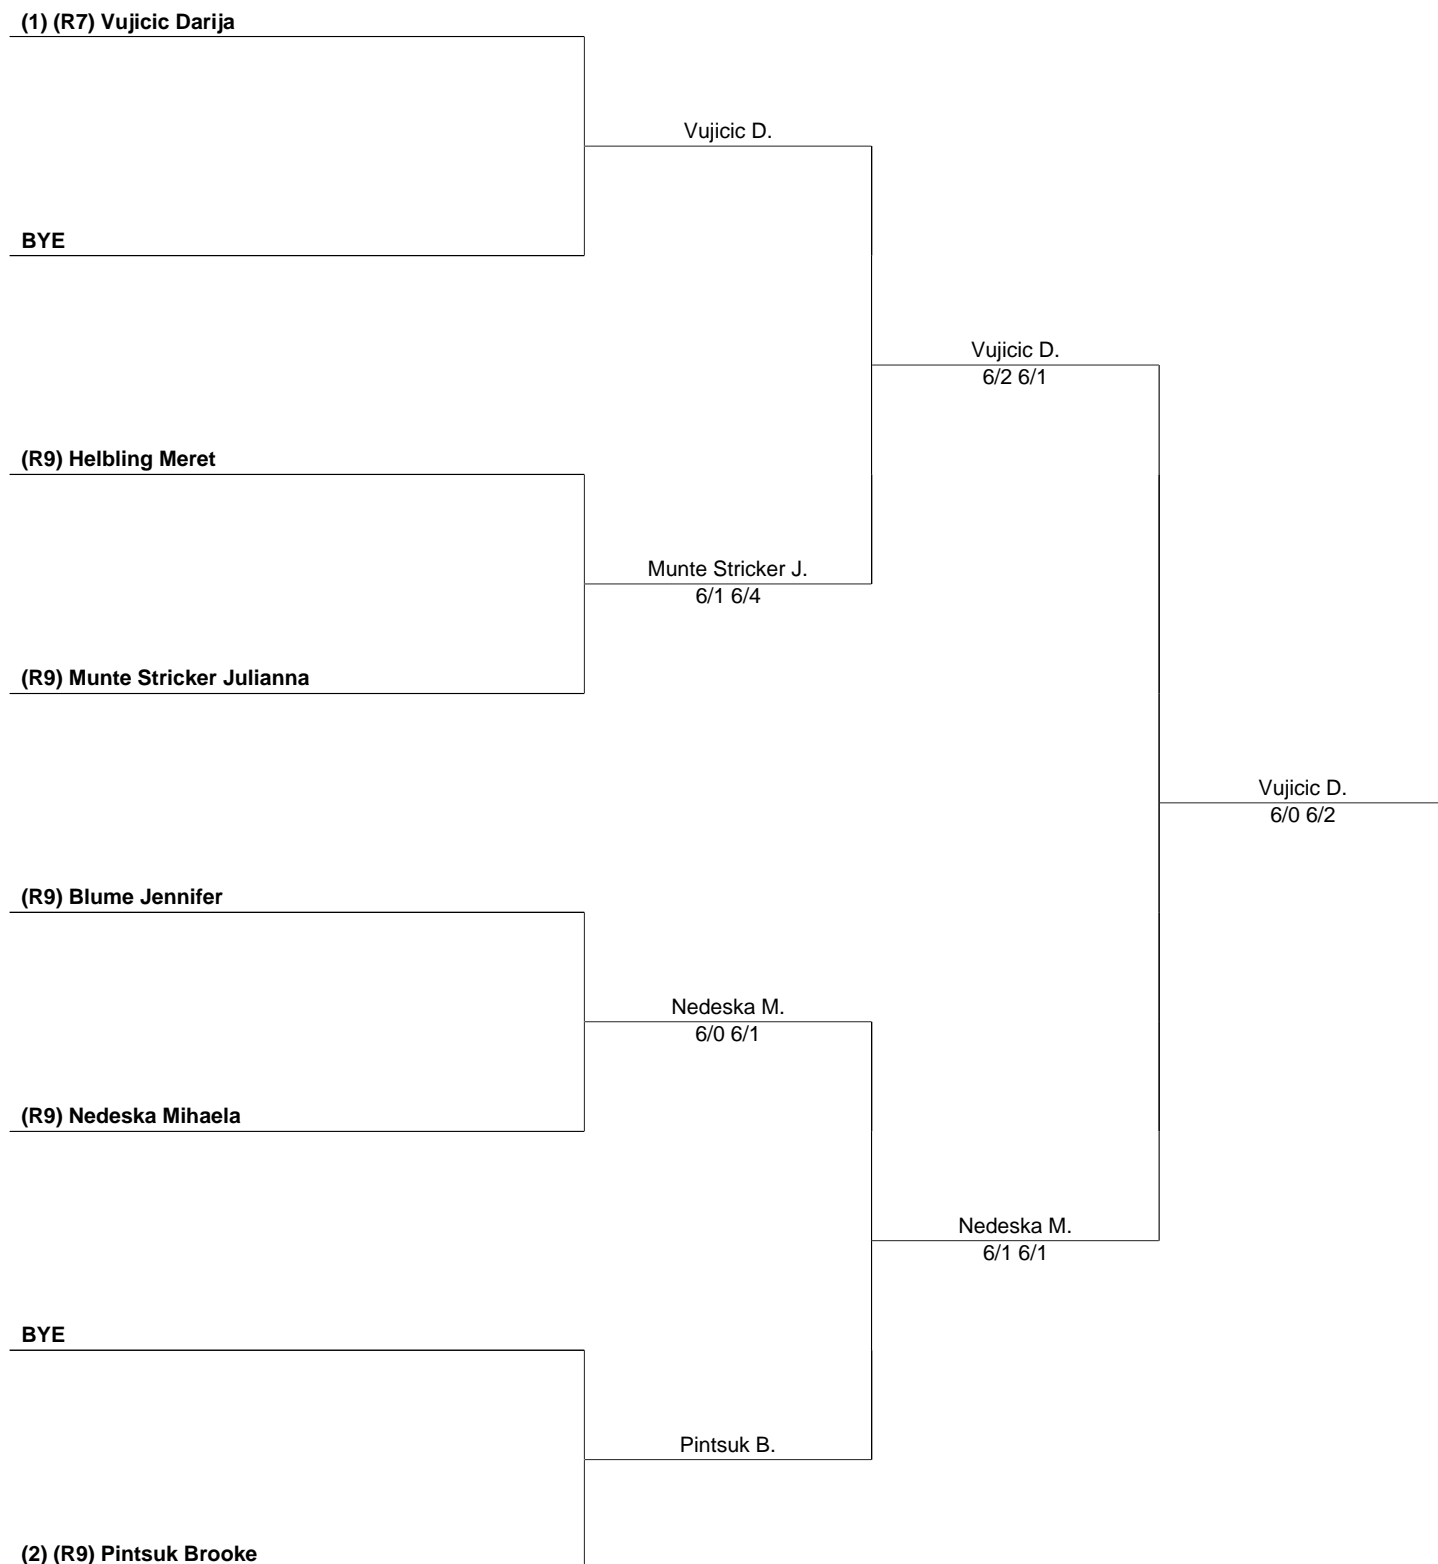 (1) (R7) Vujicic Darija
Vujicic D.
BYE
Vujicic D.
6/2 6/1
(R9) Helbling Meret
Munte Stricker J.
6/1 6/4
(R9) Munte Stricker Julianna
Vujicic D.
6/0 6/2
(R9) Blume Jennifer
Nedeska M.
6/0 6/1
(R9) Nedeska Mihaela
Nedeska M.
6/1 6/1
BYE
Pintsuk B.
(2) (R9) Pintsuk Brooke